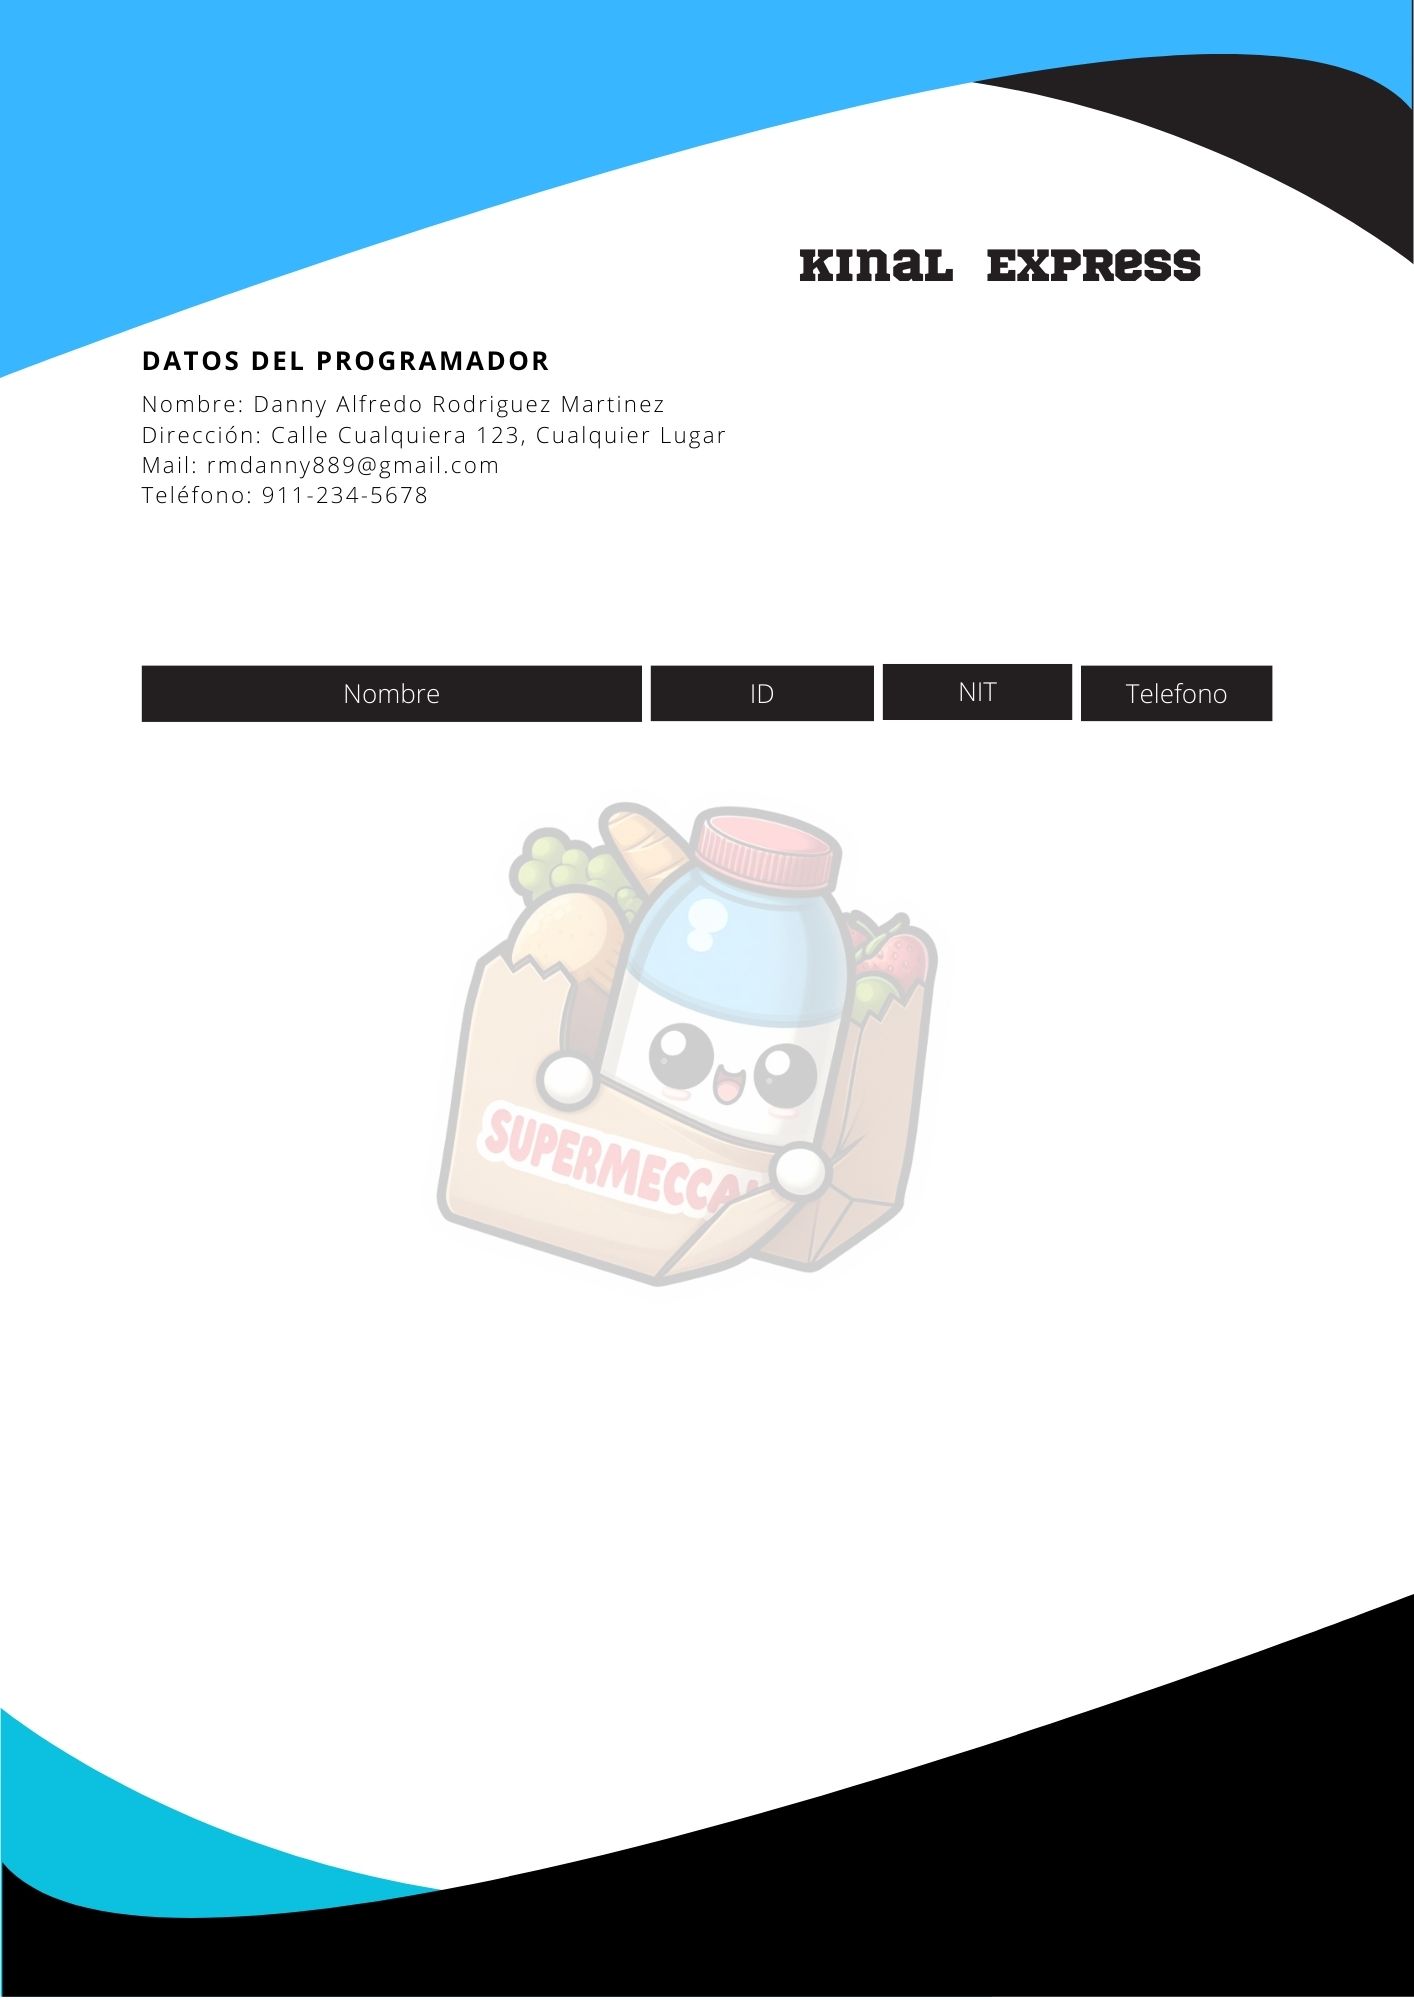 Kinal Express
DATOS DEL PROGRAMADOR
Nombre: Danny Alfredo Rodriguez Martinez
Dirección: Calle Cualquiera 123, Cualquier Lugar
Mail: rmdanny889@gmail.com
Teléfono: 911-234-5678
Nombre ID NIT Telefono
SUPERMECCA